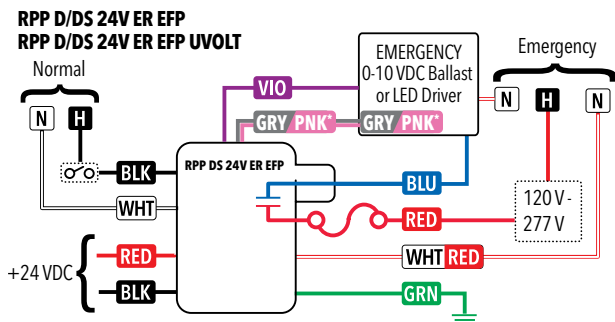 RPP D/DS 24V ER EFP
RPP D/DS 24V ER EFP UVOLT
Normal
N
H
BLK
WHT
RED
+24 VDC
BLK
VIO
GRY/PNK*
GRY/PNK*
RPP DS 24V ER EFP
EMERGENCY
0-10 VDC Ballast
or LED Driver
Emergency
N
H
N
BLU
RED
120 V -
277 V
WHT RED
GRN